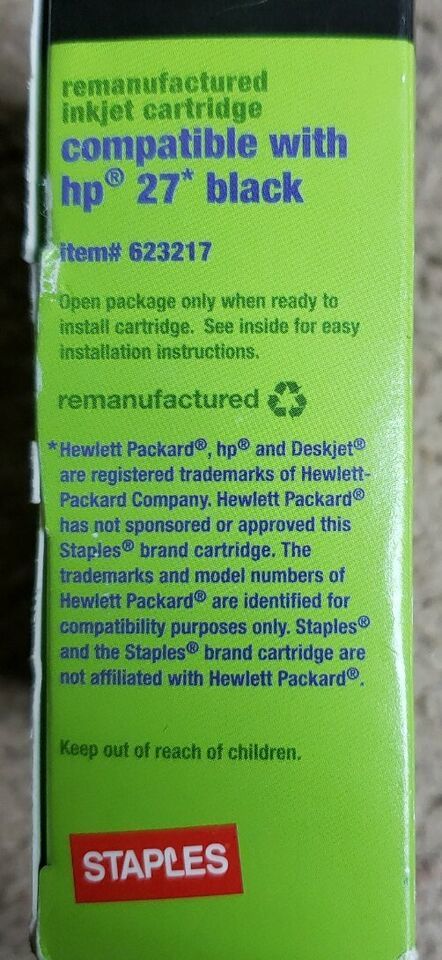 remanufactured
inkjet cartridge
compatible with
hp® 27* black
item# 623217
Open package only when ready to
install cartridge. See inside for easy
installation instructions.
remanufactured
*Hewlett Packard®, hp® and Deskjet®
are registered trademarks of Hewlett-
Packard Company. Hewlett Packard®
has not sponsored or approved this
Staples® brand cartridge. The
trademarks and model numbers of
Hewlett Packard® are identified for
compatibility purposes only. Staples®
and the Staples® brand cartridge are
not affiliated with Hewlett Packard®.
Keep out of reach of children.
STAPLES